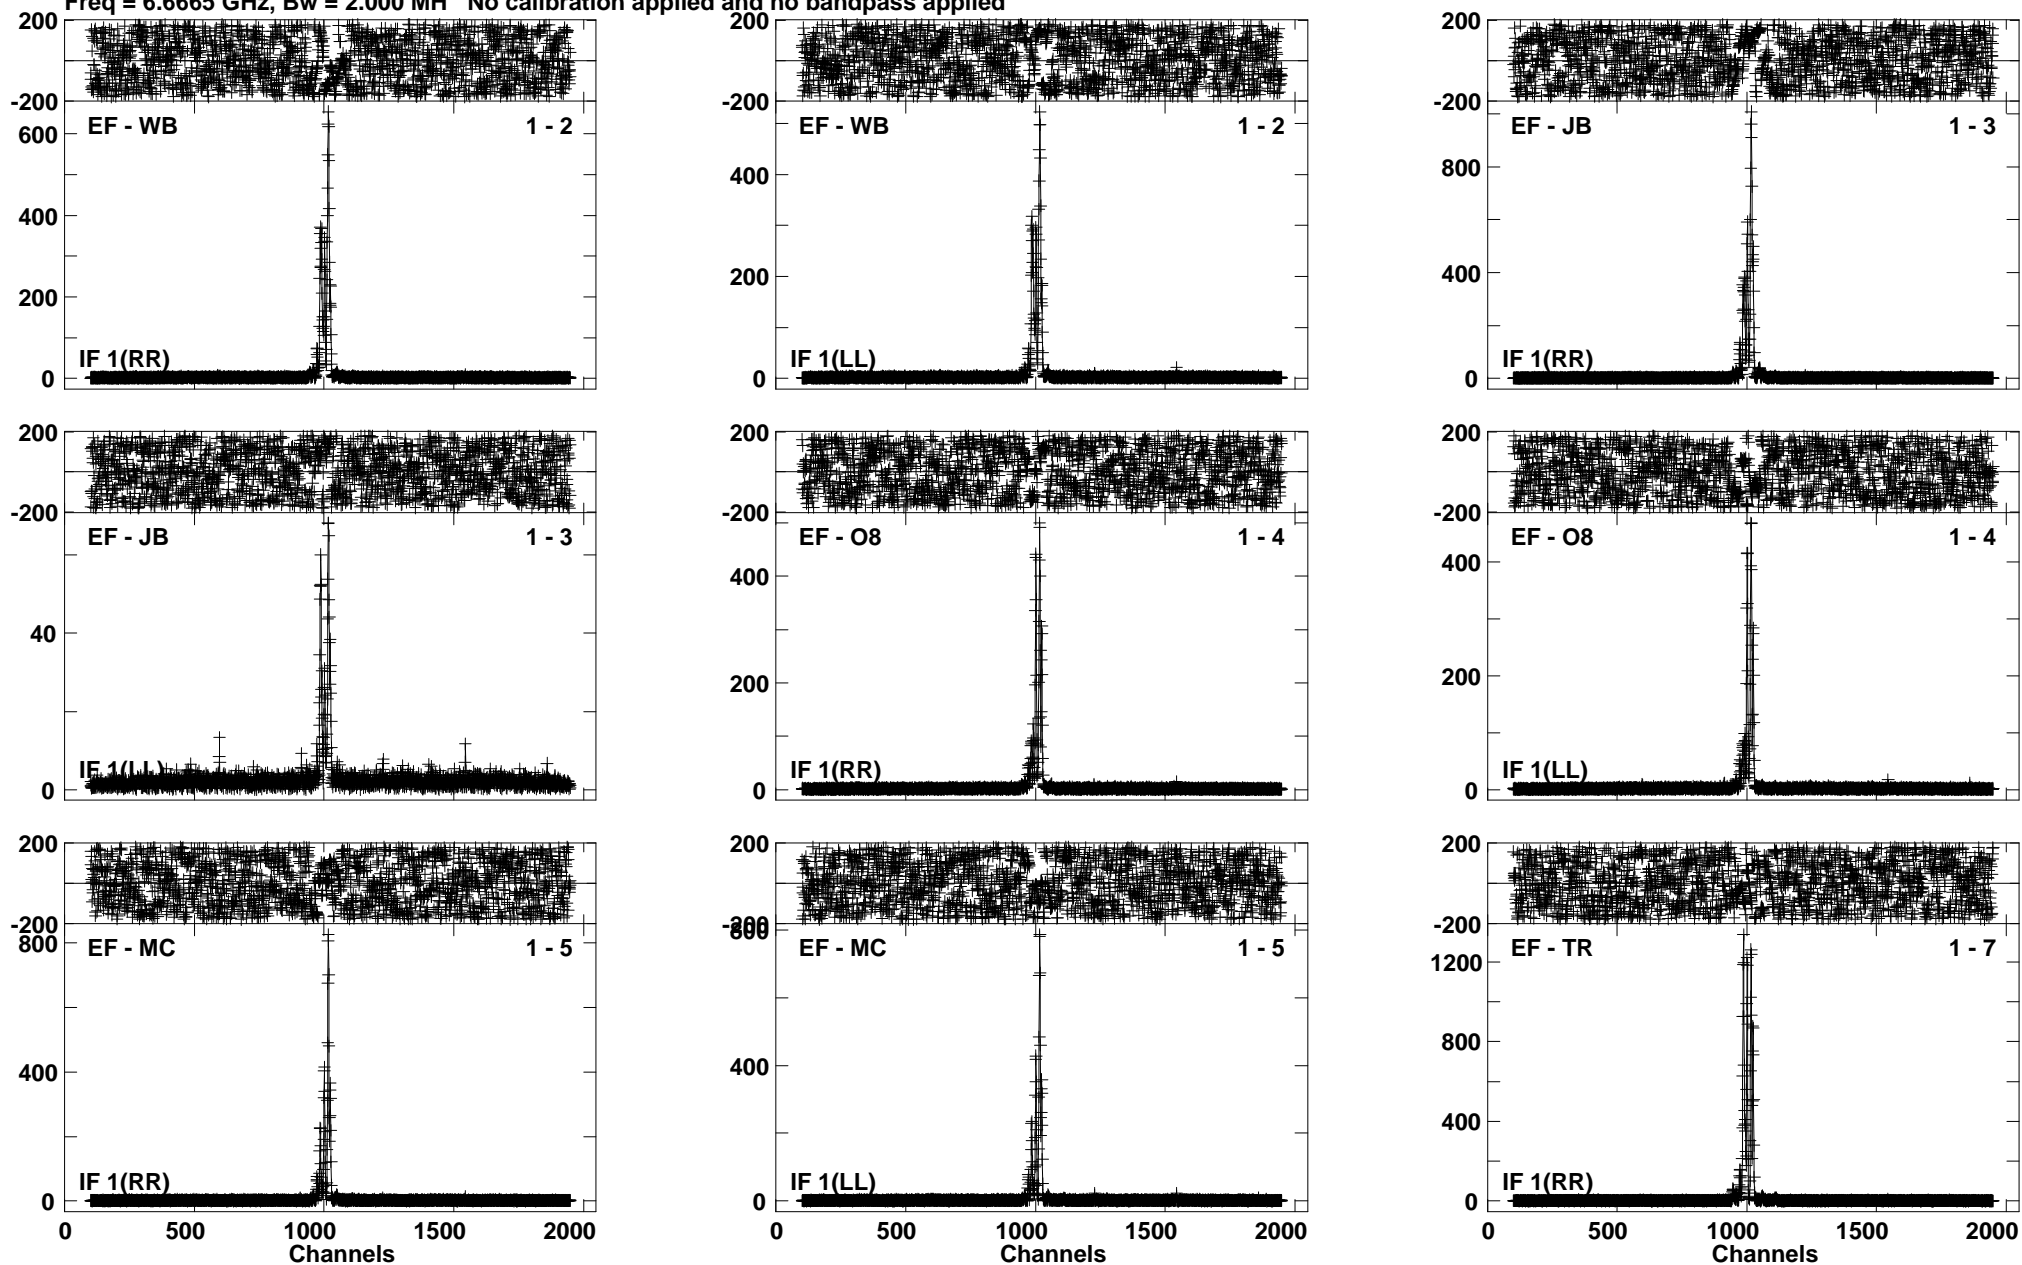 Freq = 6.6665 GHz, Bw = 2.000 MH No calibration applied and no bandpass applied
200 200 200
-200 -200 -200
EF - WB 1 - 2 EF - WB 1 - 2 EF - JB 1 - 3
600
800
400 400
400
200 200
IF 1(RR) IF 1(LL) IF 1(RR)
0 0 0
200 200 200
-200 -200 -200
EF - JB 1 - 3 EF - O8 1 - 4 EF - O8 1 - 4
400 400
40
200 200
IF 1(LL) IF 1(RR) IF 1(LL)
0 0 0
200 200 200
-200 -200 -200
800 800
EF - MC 1 - 5 EF - MC 1 - 5 EF - TR 1 - 7
1200
800
400 400 400
IF 1(RR) IF 1(LL) IF 1(RR)
0 0 0
0 500 1000 1500 2000 0 500 1000 1500 2000 0 500 1000 1500 2000
Channels Channels Channels